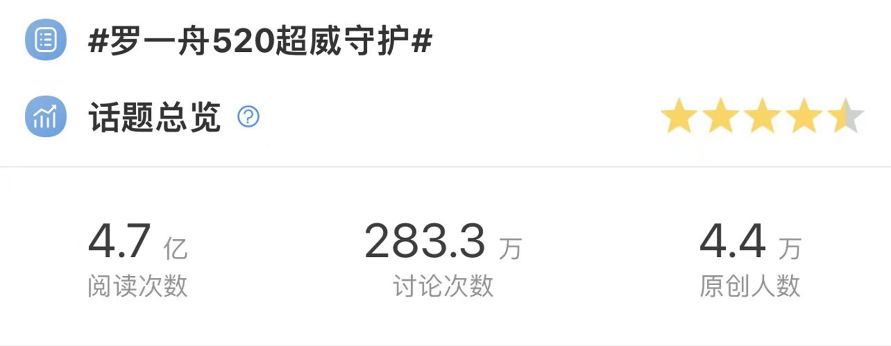 #罗一舟520超威守护#
话题总览 ?
4.7 亿 283.3 万 4.4 万
阅读次数 讨论次数 原创人数